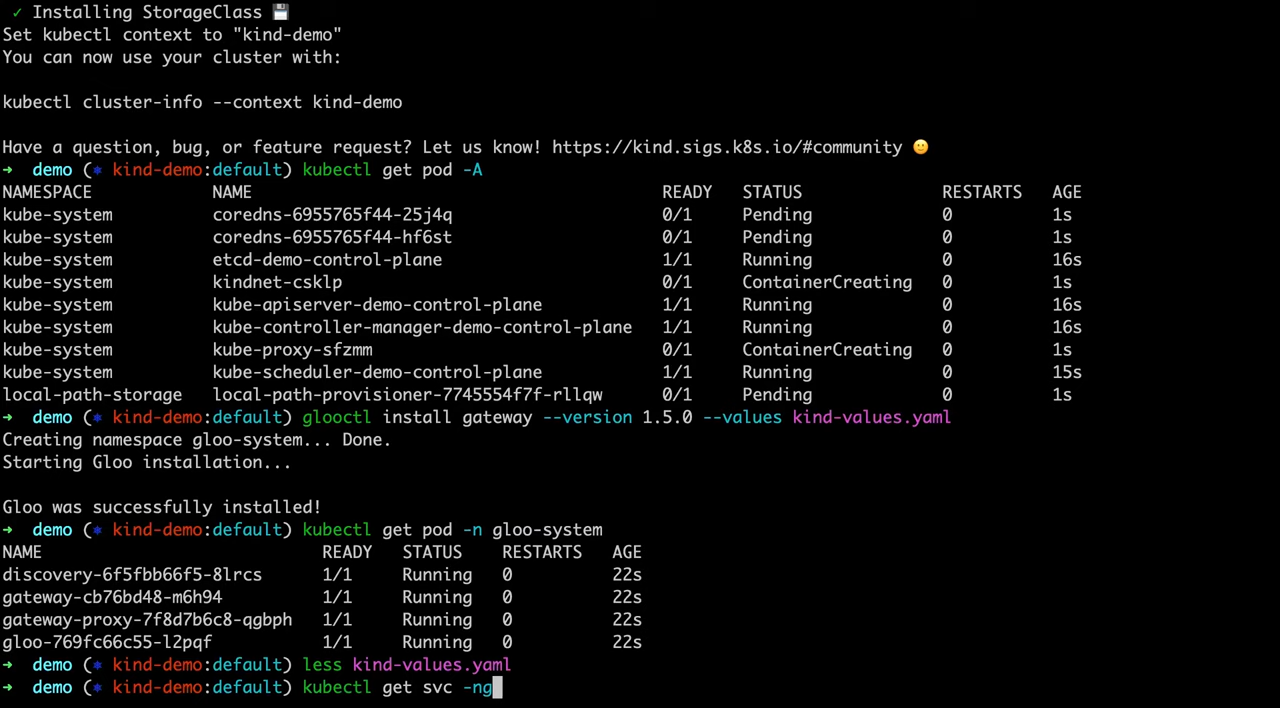 ✓ Installing StorageClass 💾
Set kubectl context to "kind-demo"
You can now use your cluster with:
kubectl cluster-info --context kind-demo
Have a question, bug, or feature request? Let us know! https://kind.sigs.k8s.io/#community 🙂
→ demo (⎈ kind-demo:default) kubectl get pod -A
NAMESPACE NAME READY STATUS RESTARTS AGE
kube-system coredns-6955765f44-25j4q 0/1 Pending 0 1s
kube-system coredns-6955765f44-hf6st 0/1 Pending 0 1s
kube-system etcd-demo-control-plane 1/1 Running 0 16s
kube-system kindnet-csklp 0/1 ContainerCreating 0 1s
kube-system kube-apiserver-demo-control-plane 1/1 Running 0 16s
kube-system kube-controller-manager-demo-control-plane 1/1 Running 0 16s
kube-system kube-proxy-sfzmm 0/1 ContainerCreating 0 1s
kube-system kube-scheduler-demo-control-plane 1/1 Running 0 15s
local-path-storage local-path-provisioner-7745554f7f-rllqw 0/1 Pending 0 1s
→ demo (⎈ kind-demo:default) glooctl install gateway --version 1.5.0 --values kind-values.yaml
Creating namespace gloo-system... Done.
Starting Gloo installation...
Gloo was successfully installed!
→ demo (⎈ kind-demo:default) kubectl get pod -n gloo-system
NAME READY STATUS RESTARTS AGE
discovery-6f5fbb66f5-8lrcs 1/1 Running 0 22s
gateway-cb76bd48-m6h94 1/1 Running 0 22s
gateway-proxy-7f8d7b6c8-qgbph 1/1 Running 0 22s
gloo-769fc66c55-l2pqf 1/1 Running 0 22s
→ demo (⎈ kind-demo:default) less kind-values.yaml
→ demo (⎈ kind-demo:default) kubectl get svc -ng